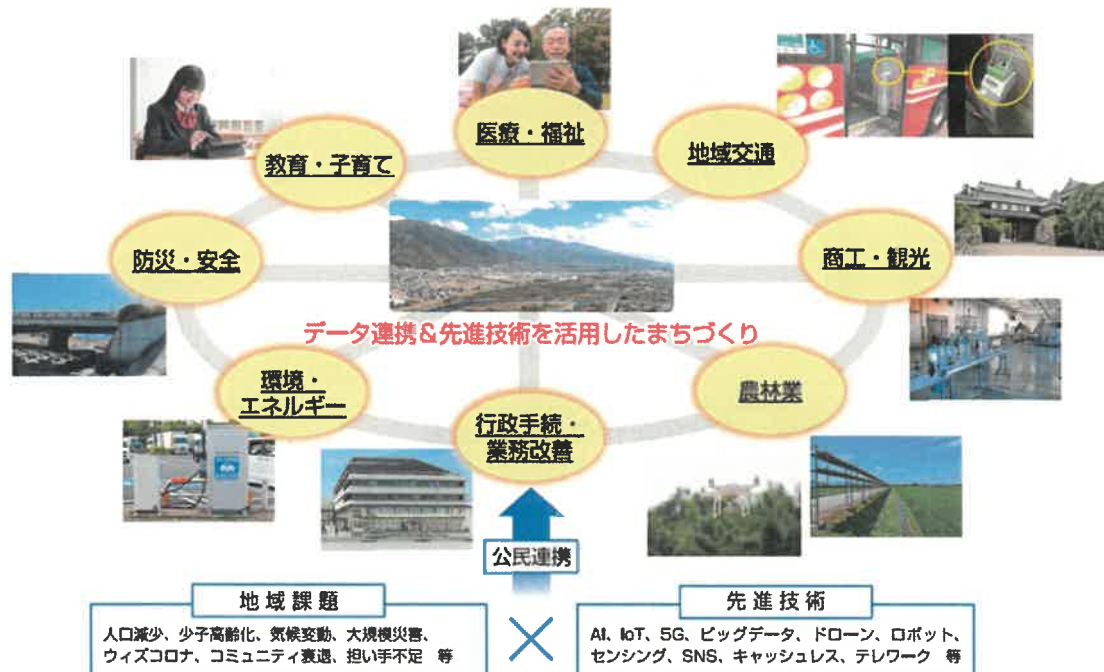 医療・福祉
教育・子育て
地域交通
防災・安全
商工・観光
データ連携&先進技術を活用したまちづくり
環境・
エネルギー
農林業
行政手続・
業務改善
公民連携
地域課題
人口減少、少子高齢化、気候変動、大規模災害、
ウィズコロナ、コミュニティ衰退、担い手不足 等
×
先進技術
AI、IoT、5G、ビッグデータ、ドローン、ロボット、
センシング、SNS、キャッシュレス、テレワーク 等